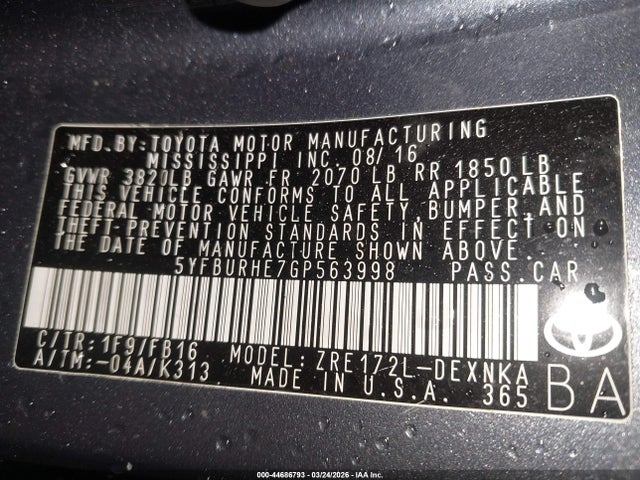 MFD.BY:TOYOTA MOTOR MANUFACTURING
MISSISSIPPI INC. 08/16
GVWR 3820LB GAWR FR. 2070 LB RR 1850LB
THIS VEHICLE CONFORMS TO ALL APPLICABLE
FEDERAL MOTOR VEHICLE SAFETY,BUMPER,AND
THEFT-PREVENTION STANDARDS IN EFFECT ON
THE DATE OF MANUFACTURE SHOWN ABOVE.
5YFBURHE7GP563998 PASS.CAR
C/TR:1F9/FB16 MODEL:ZRE172L-DEXNKA
A/TM:-04A/K313 MADE IN U.S.A. 365
BA
000-44686793 - 03/24/2026 - IAA Inc.